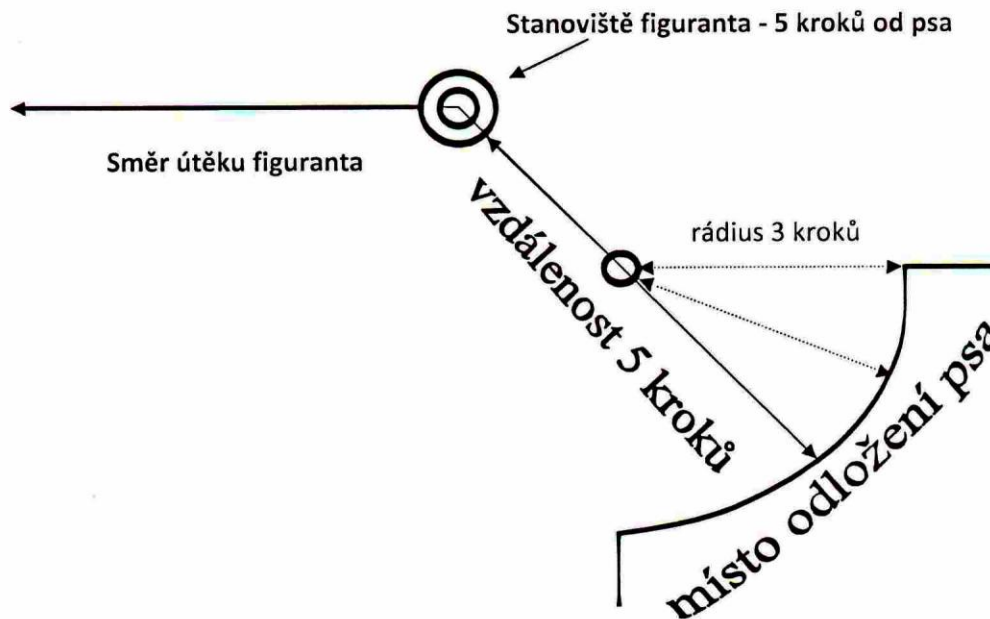 Stanoviště figuranta - 5 kroků od psa
Směr útěku figuranta
rádius 3 kroků
vzdálenost 5 kroků
místo odložení psa